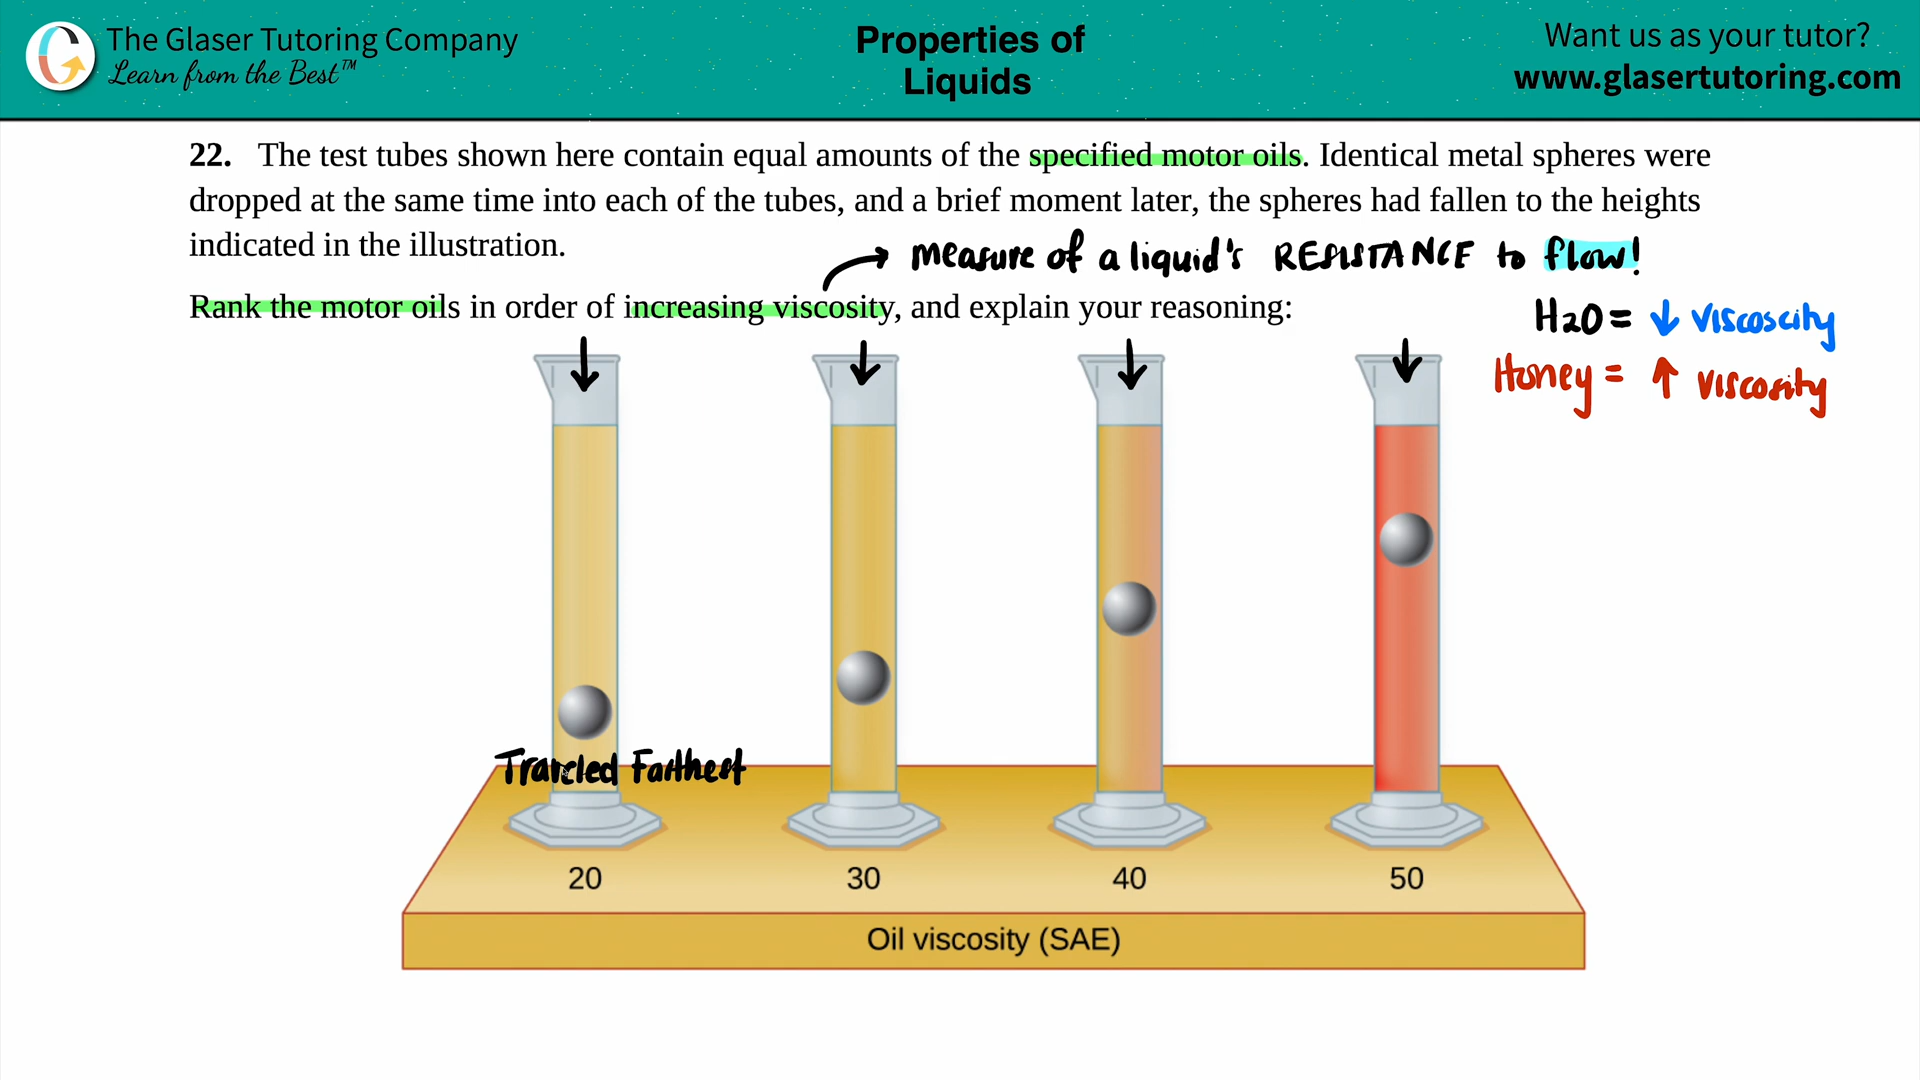 The Glaser Tutoring Company
Learn from the Best™
Properties of
Liquids
Want us as your tutor?
www.glasertutoring.com
22. The test tubes shown here contain equal amounts of the specified motor oils. Identical metal spheres were
dropped at the same time into each of the tubes, and a brief moment later, the spheres had fallen to the heights
indicated in the illustration.
measure of a liquid's RESISTANCE to flow!
Rank the motor oils in order of increasing viscosity, and explain your reasoning:
H2O = ↓ viscoscity
Honey = ↑ viscosity
Traveled Farthest
20 30 40 50
Oil viscosity (SAE)